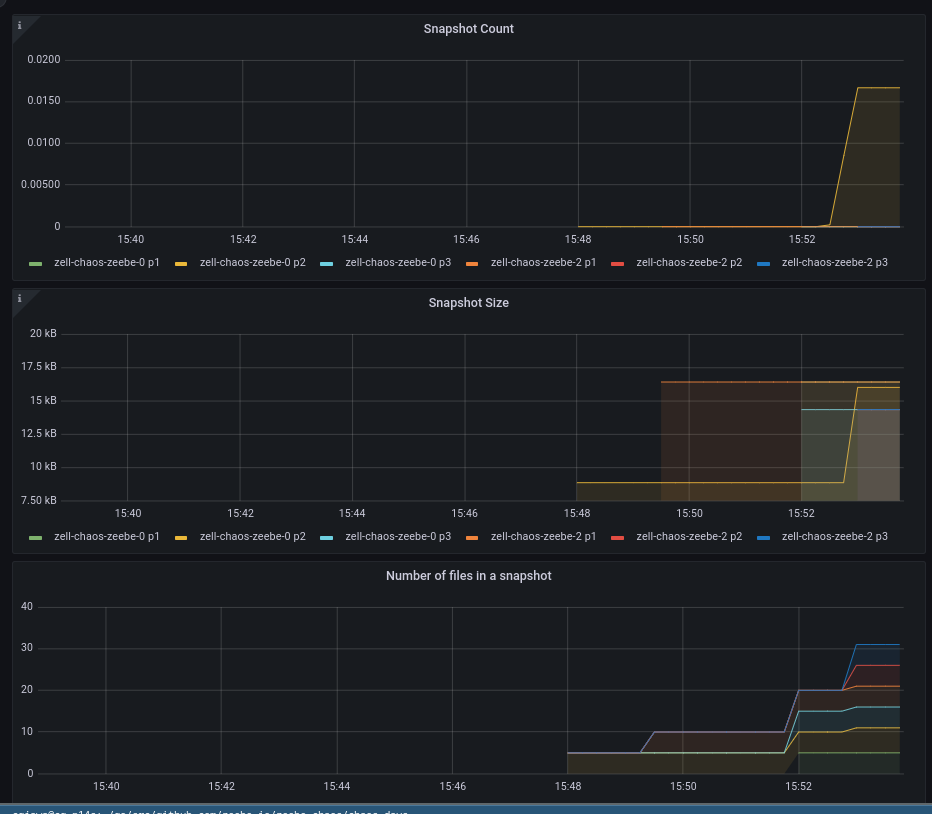 i
Snapshot Count
0.0200
0.0150
0.0100
0.00500
0
15:40 15:42 15:44 15:46 15:48 15:50 15:52
zell-chaos-zeebe-0 p1 zell-chaos-zeebe-0 p2 zell-chaos-zeebe-0 p3 zell-chaos-zeebe-2 p1 zell-chaos-zeebe-2 p2 zell-chaos-zeebe-2 p3
i
Snapshot Size
20 kB
17.5 kB
15 kB
12.5 kB
10 kB
7.50 kB
15:40 15:42 15:44 15:46 15:48 15:50 15:52
zell-chaos-zeebe-0 p1 zell-chaos-zeebe-0 p2 zell-chaos-zeebe-0 p3 zell-chaos-zeebe-2 p1 zell-chaos-zeebe-2 p2 zell-chaos-zeebe-2 p3
Number of files in a snapshot
40
30
20
10
0
15:40 15:42 15:44 15:46 15:48 15:50 15:52